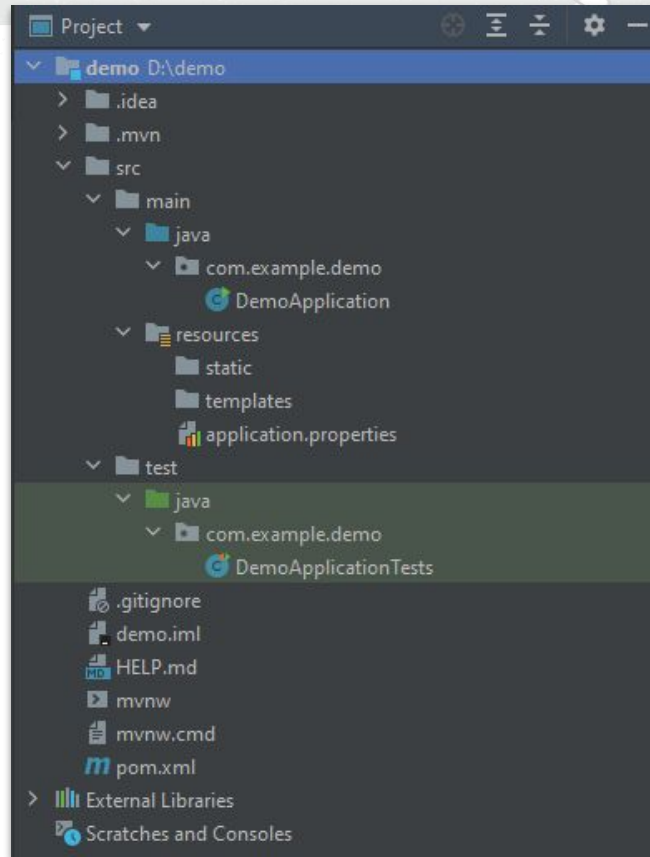 Project
demo D:\demo
.idea
.mvn
src
main
java
com.example.demo
DemoApplication
resources
static
templates
application.properties
test
java
com.example.demo
DemoApplicationTests
.gitignore
demo.iml
HELP.md
mvnw
mvnw.cmd
pom.xml
External Libraries
Scratches and Consoles